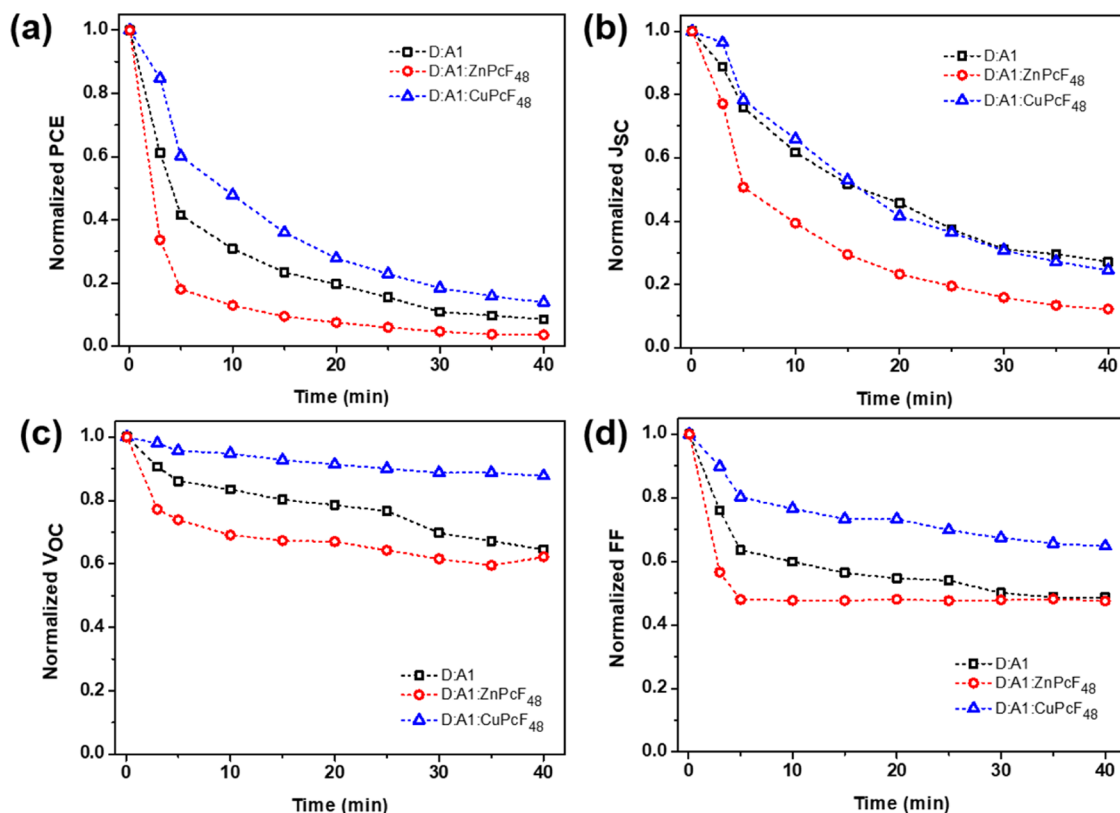 (a)
Normalized PCE
1.0
0.8
0.6
0.4
0.2
0.0
D:A1
D:A1:ZnPcF48
D:A1:CuPcF48
0 10 20 30 40
Time (min)
(b)
Normalized JSC
1.0
0.8
0.6
0.4
0.2
0.0
D:A1
D:A1:ZnPcF48
D:A1:CuPcF48
0 10 20 30 40
Time (min)
(c)
Normalized VOC
1.0
0.8
0.6
0.4
0.2
0.0
D:A1
D:A1:ZnPcF48
D:A1:CuPcF48
0 10 20 30 40
Time (min)
(d)
Normalized FF
1.0
0.8
0.6
0.4
0.2
0.0
D:A1
D:A1:ZnPcF48
D:A1:CuPcF48
0 10 20 30 40
Time (min)